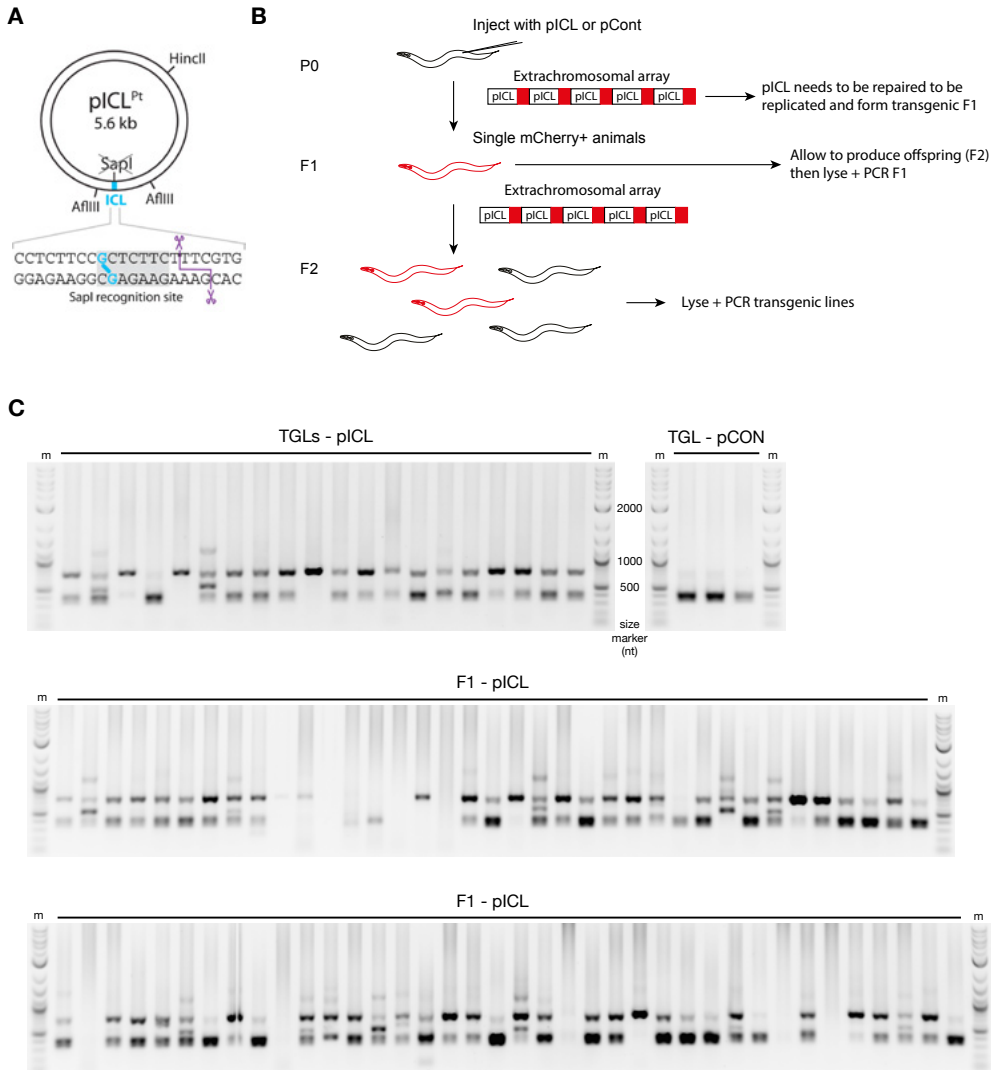 A
HincII
pICL^Pt
5.6 kb
SapI
AflIII
ICL
AflIII
CCTCTTCCGCTCTTCTTTCGTG
GGAGAAGGCGAGAAGAAAGCAC
SapI recognition site
B
Inject with pICL or pCont
P0
Extrachromosomal array
pICL pICL pICL pICL pICL
pICL needs to be repaired to be
replicated and form transgenic F1
Single mCherry+ animals
F1
Allow to produce offspring (F2)
then lyse + PCR F1
Extrachromosomal array
pICL pICL pICL pICL pICL
F2
Lyse + PCR transgenic lines
C
TGLs - pICL
TGL - pCON
m
m
m
m
2000
1000
500
size
marker
(nt)
F1 - pICL
m
m
F1 - pICL
m
m